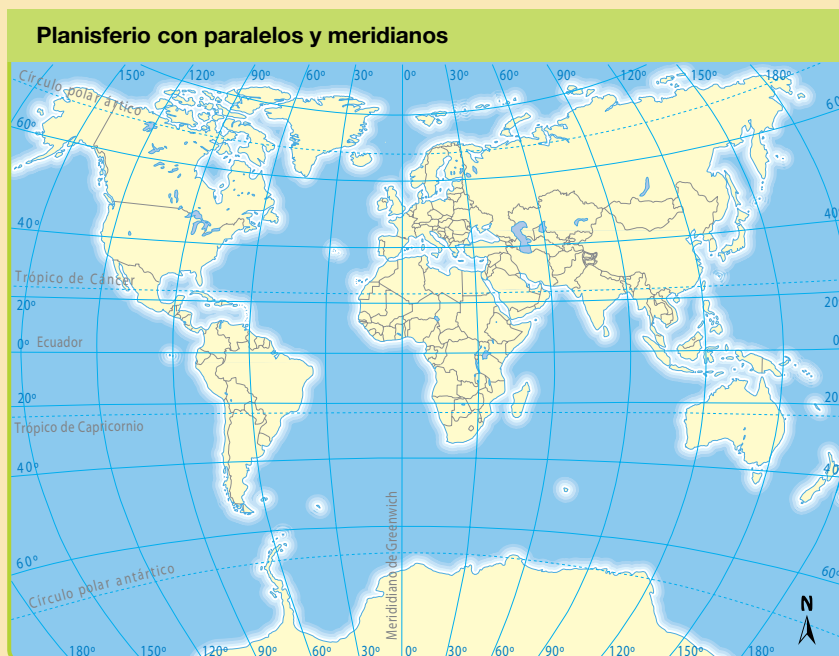 Planisferio con paralelos y meridianos
150º 120º 90º 60º 30º 0º 30º 60º 90º 120º 150º 180º
Círculo polar ártico
60º 60
40º 40
Trópico de Cáncer
20º 20
0º Ecuador 0
20º 20
Trópico de Capricornio
40º 40
60º 60º
Círculo polar antártico
Merididiano de Greenwich
N
180º 150º 120º 90º 60º 30º 0º 30º 60º 90º 120º 150º 180º